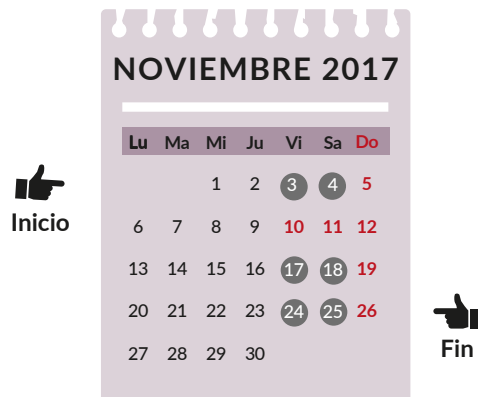 NOVIEMBRE 2017
Lu Ma Mi Ju Vi Sa Do
1 2 3 4 5
Inicio
6 7 8 9 10 11 12
13 14 15 16 17 18 19
20 21 22 23 24 25 26
Fin
27 28 29 30